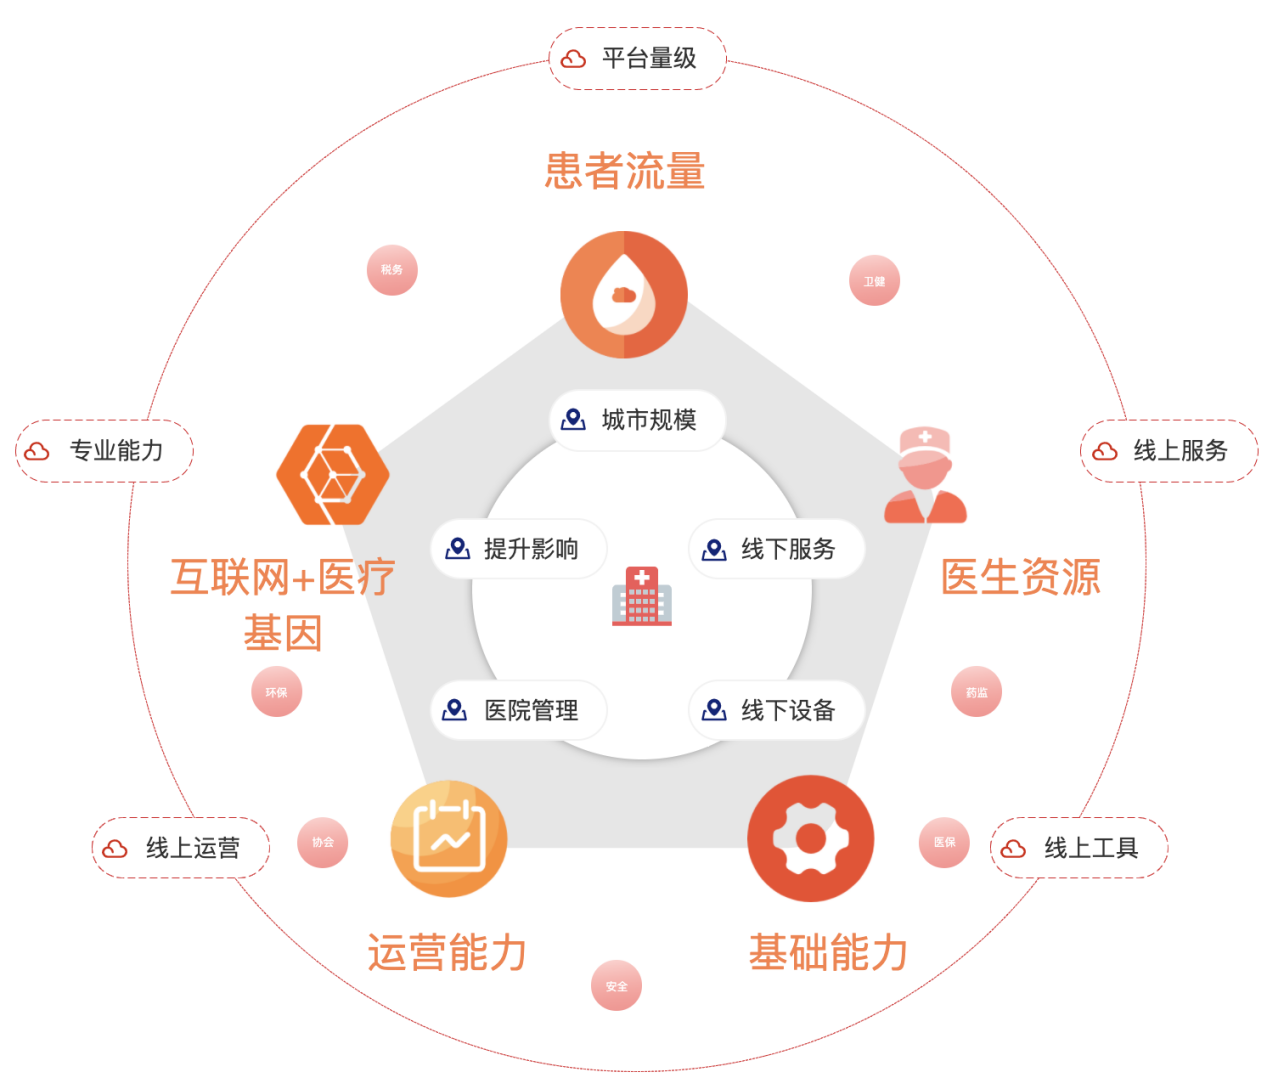 平台量级
患者流量
税务
卫健
城市规模
专业能力
线上服务
提升影响
线下服务
互联网+医疗
基因
医生资源
环保
药监
医院管理
线下设备
线上运营
协会
医保
线上工具
运营能力
基础能力
安全